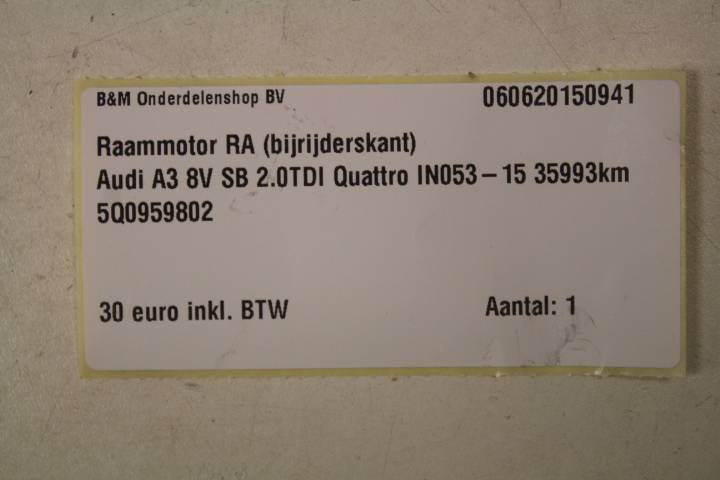 B&M Onderdelenshop BV 060620150941
Raammotor RA (bijrijderskant)
Audi A3 8V SB 2.0TDI Quattro IN053-15 35993km
5Q0959802
30 euro inkl. BTW Aantal: 1